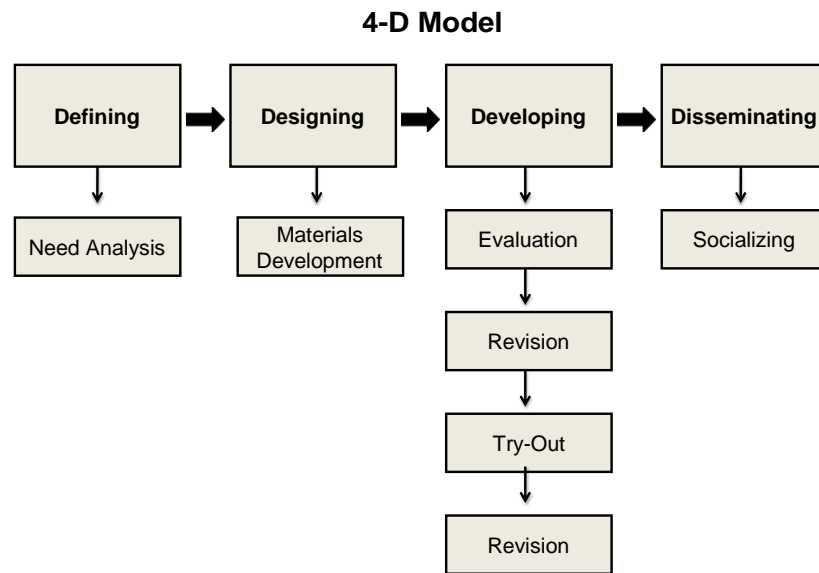 4-D Model
Defining
Designing
Developing
Disseminating
Need Analysis
Materials
Development
Evaluation
Socializing
Revision
Try-Out
Revision